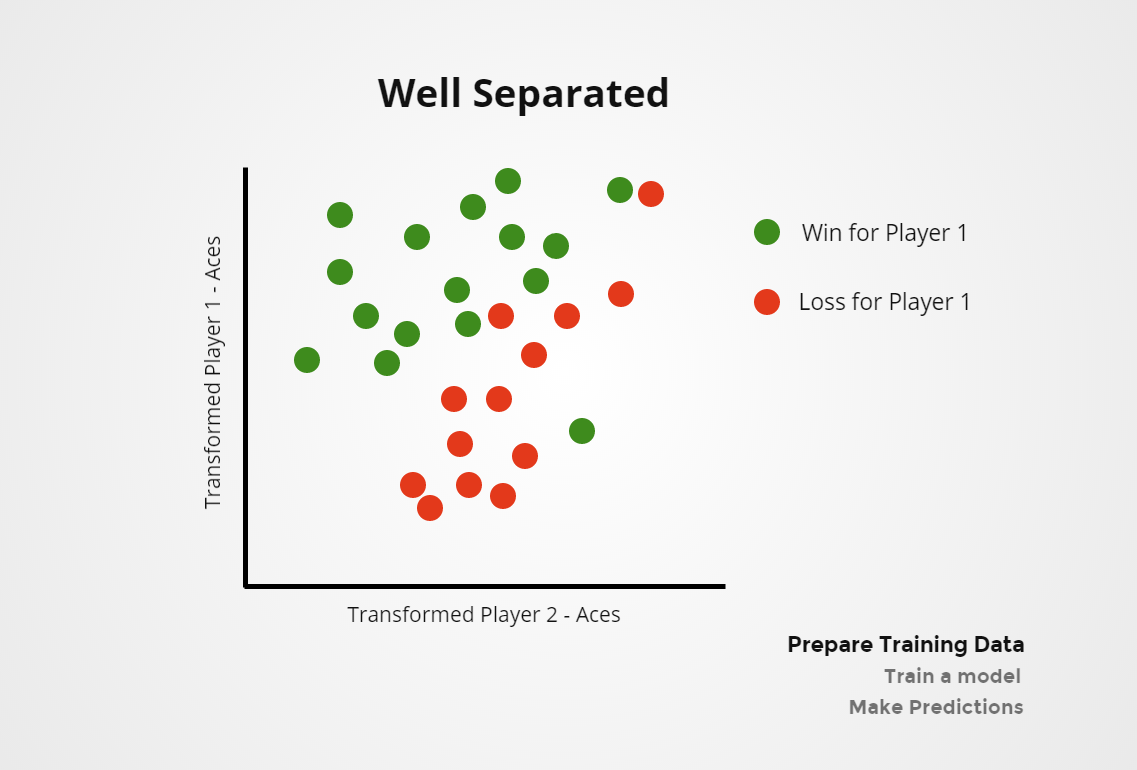 Well Separated
Transformed Player 1 - Aces
Win for Player 1
Loss for Player 1
Transformed Player 2 - Aces
Prepare Training Data
Train a model
Make Predictions